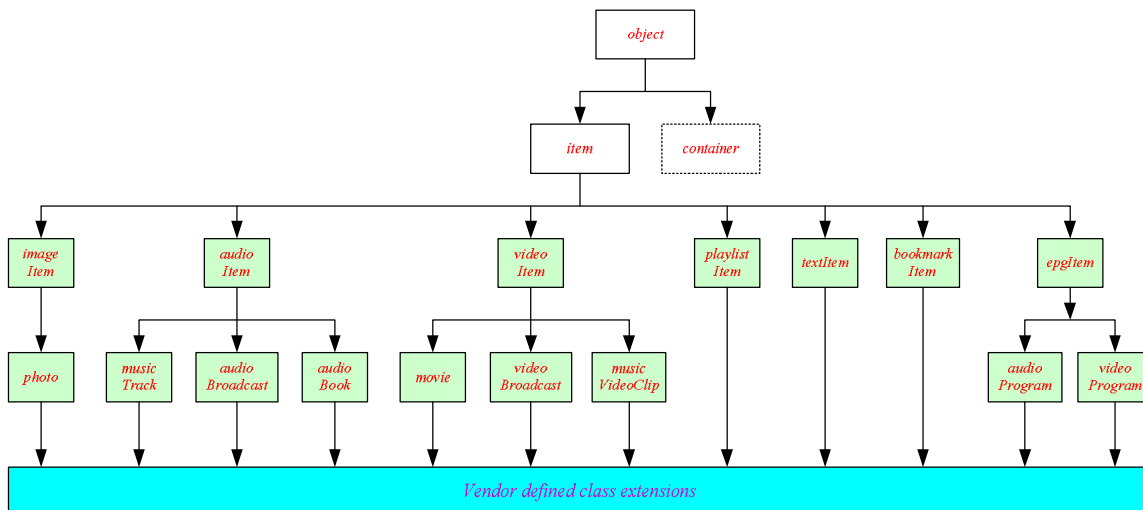 object
item
container
image
Item
audio
Item
video
Item
playlist
Item
textItem
bookmark
Item
epgItem
photo
music
Track
audio
Broadcast
audio
Book
movie
video
Broadcast
music
VideoClip
audio
Program
video
Program
Vendor defined class extensions